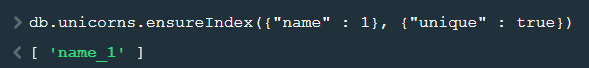 > db.unicorns.ensureIndex({"name" : 1}, {"unique" : true})
< [ 'name_1' ]